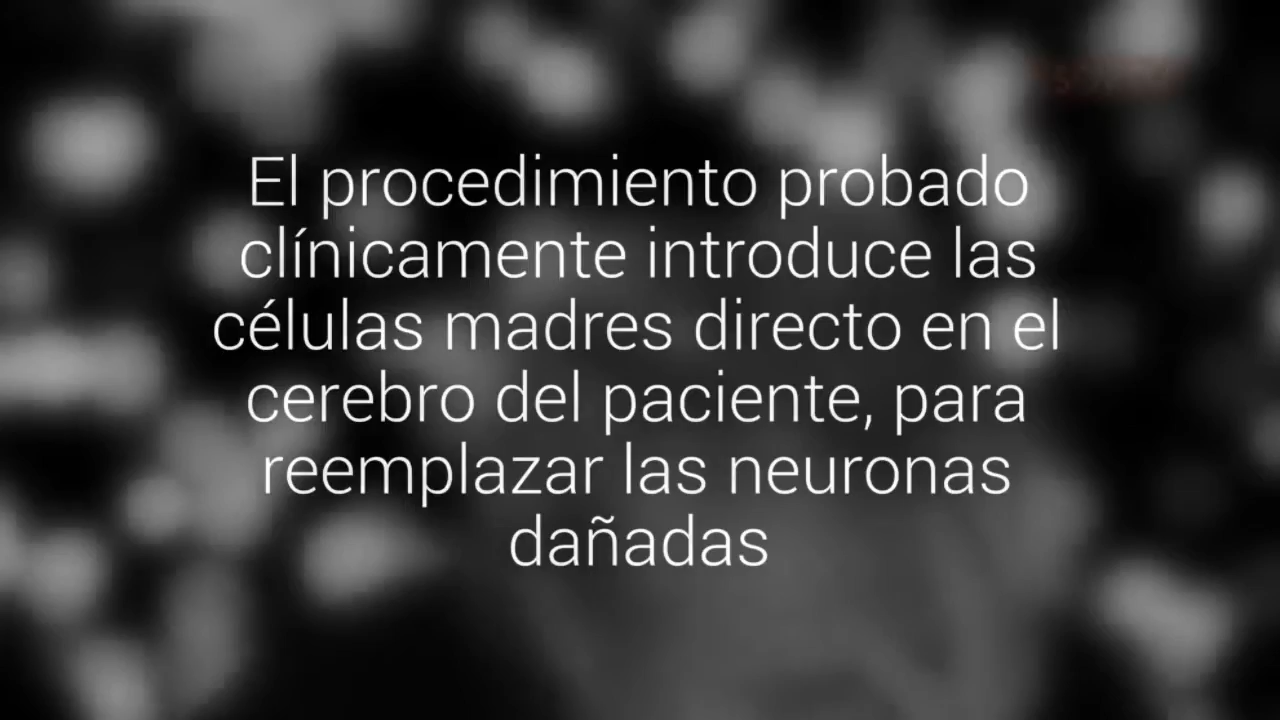 El procedimiento probado
clínicamente introduce las
células madres directo en el
cerebro del paciente, para
reemplazar las neuronas
dañadas